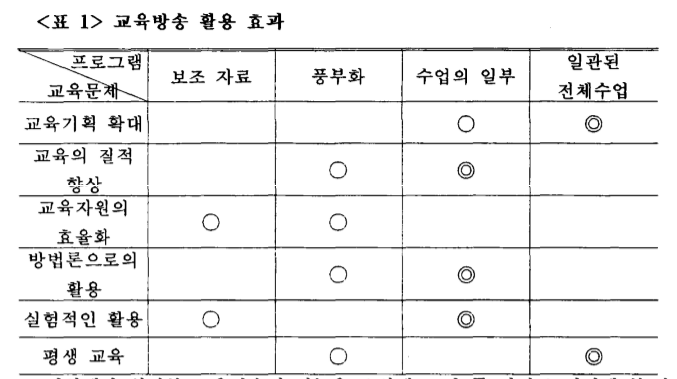 <표 1> 교육방송 활용 효과
프로그램
교육문제
보조 자료
풍부화
수업의 일부
일관된
전체수업
교육기획 확대
○ ◎
교육의 질적
향상
○ ◎
교육자원의
효율화
○ ○
방법론으로의
활용
○ ◎
실험적인 활용
○ ◎
평생 교육
○ ◎